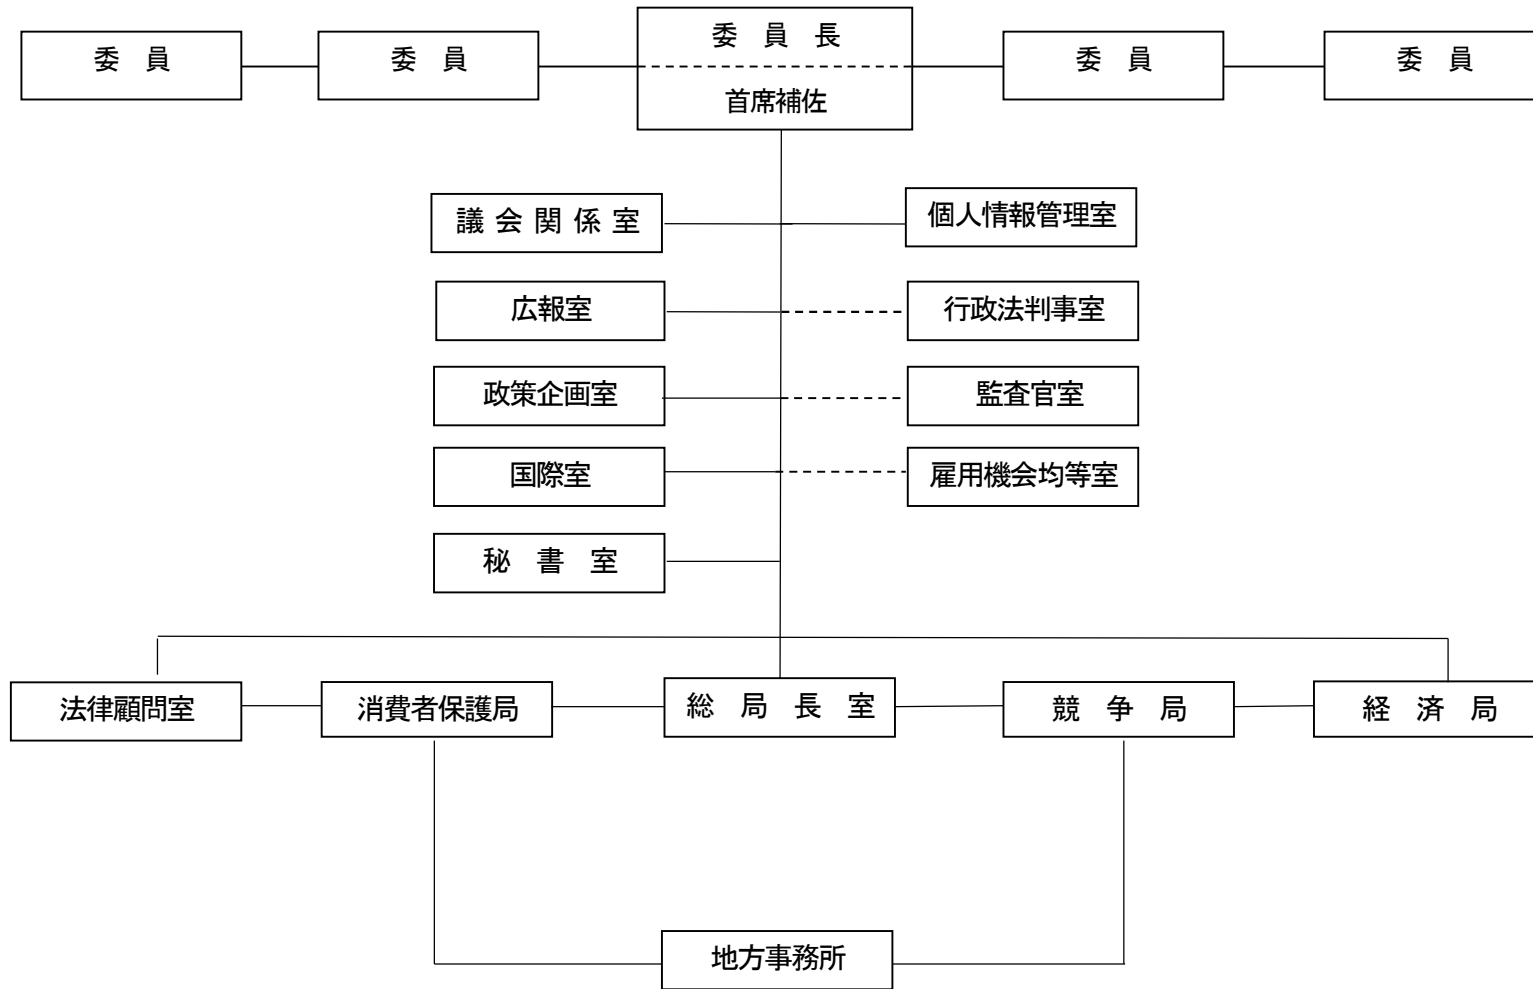 委 員
委 員
委 員 長
首席補佐
委 員
委 員
議 会 関 係 室
個人情報管理室
広報室
行政法判事室
政策企画室
監査官室
国際室
雇用機会均等室
秘 書 室
法律顧問室
消費者保護局
総 局 長 室
競 争 局
経 済 局
地方事務所